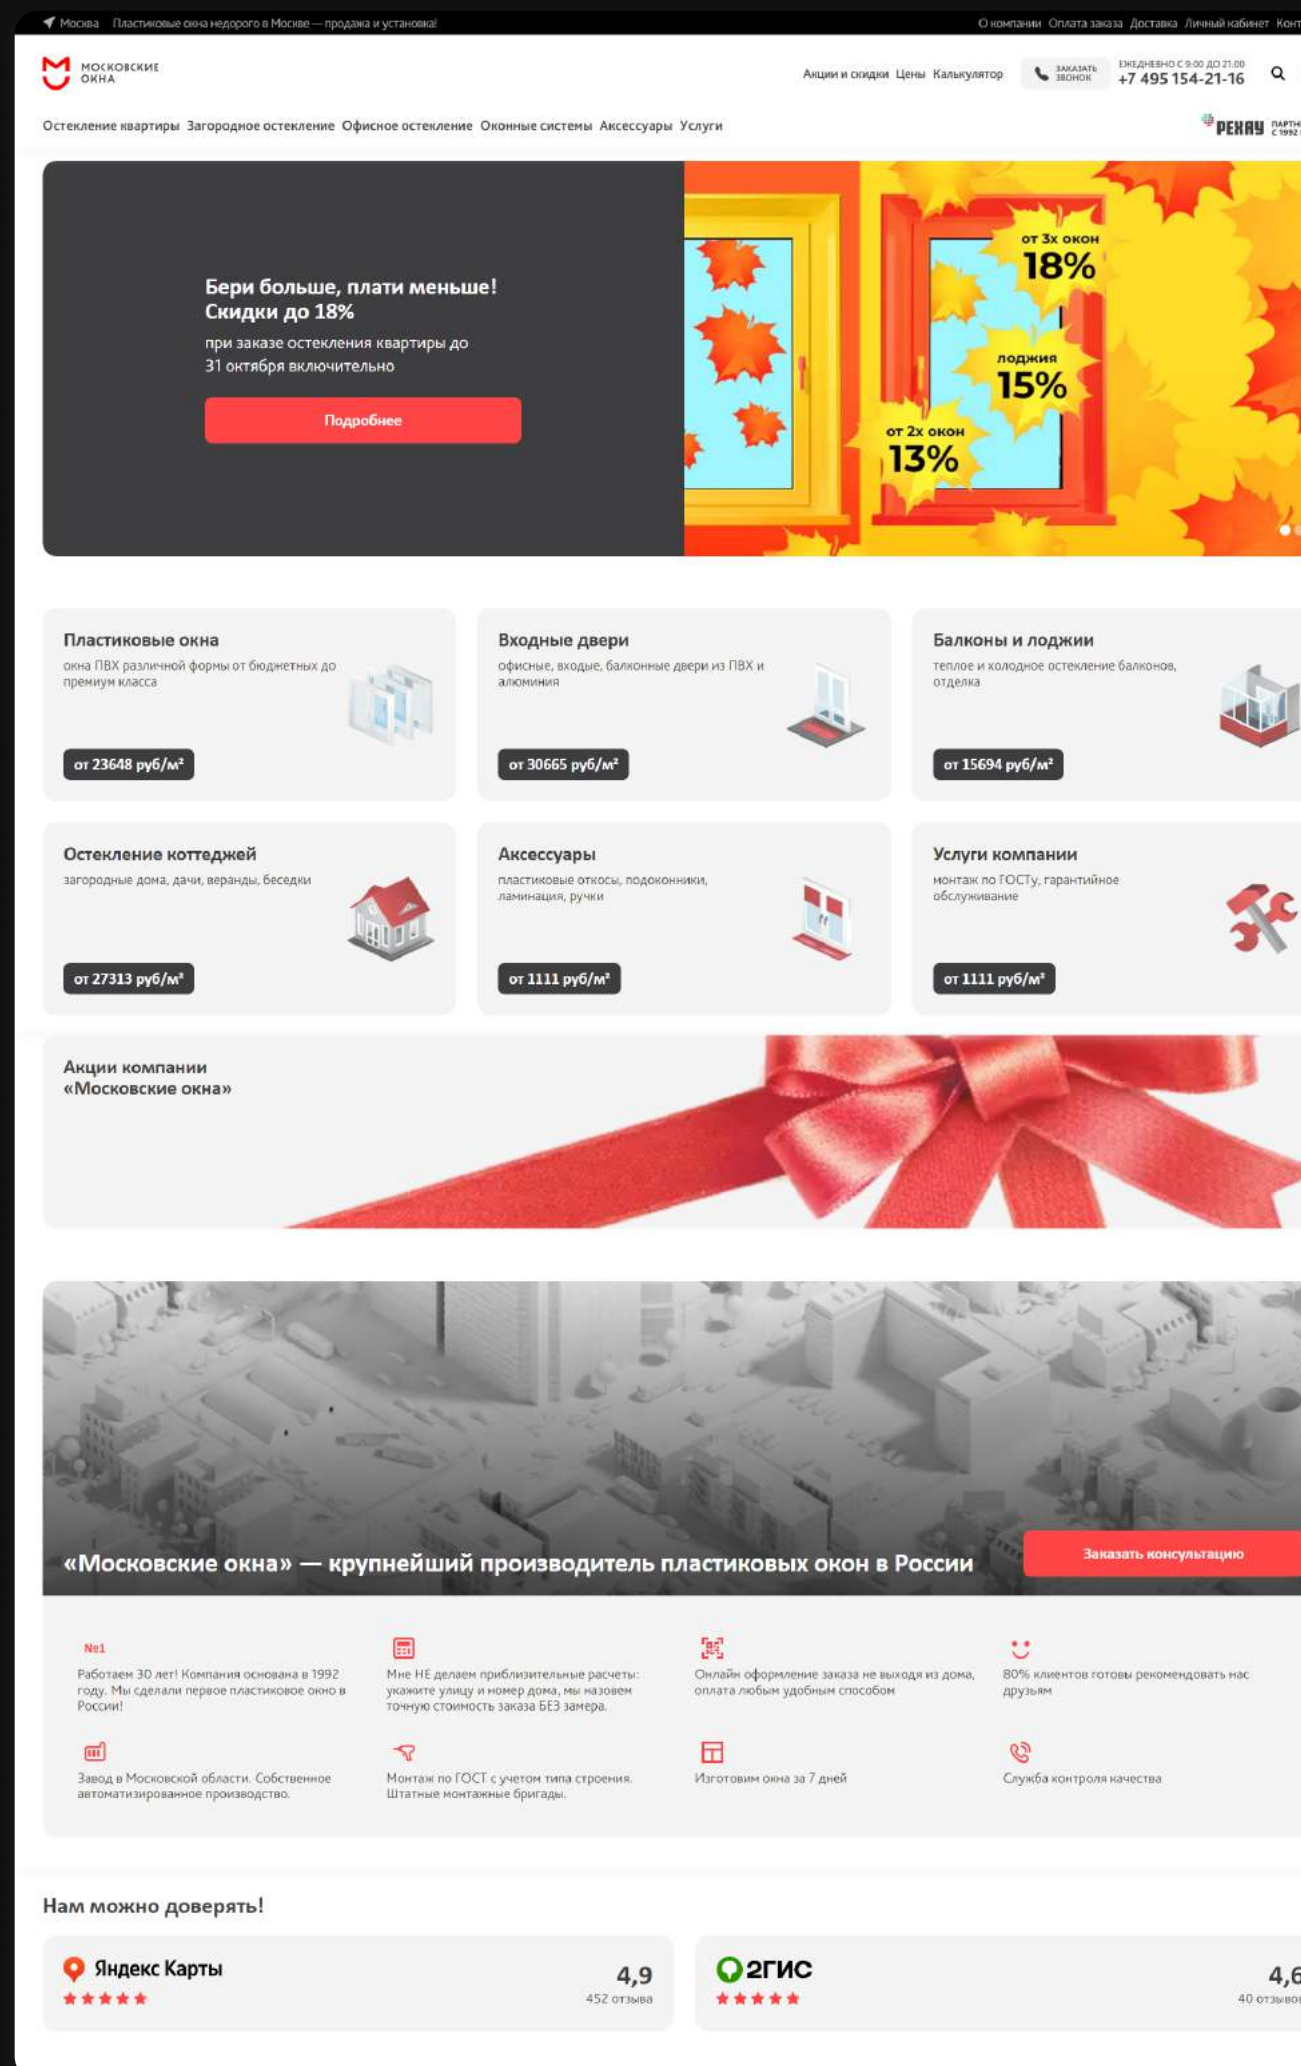 Москва Пластиковые окна недорого в Москве — продажа и установка!
О компании Оплата заказа Доставка Личный кабинет
МОСКОВСКИЕ
ОКНА
Акции и скидки Цены Калькулятор
ЗАКАЗАТЬ
ЗВОНОК
ЕЖЕДНЕВНО С 9:00 ДО 21:00
+7 495 154-21-16
Остекление квартиры Загородное остекление Офисное остекление Оконные системы Аксессуары Услуги
РЕХАУ
С 1992
Бери больше, плати меньше!
Скидки до 18%
при заказе остекления квартиры до
31 октября включительно
Подробнее
от 3х окон
18%
лоджия
15%
от 2х окон
13%
Пластиковые окна
окна ПВХ различной формы от бюджетных до
премиум класса
от 23648 руб/м²
Входные двери
офисные, входые, балконные двери из ПВХ и
алюминия
от 30665 руб/м²
Балконы и лоджии
теплое и холодное остекление балконов,
отделка
от 15694 руб/м²
Остекление коттеджей
загородные дома, дачи, веранды, беседки
от 27313 руб/м²
Аксессуары
пластиковые откосы, подоконники,
ламинация, ручки
от 1111 руб/м²
Услуги компании
монтаж по ГОСТу, гарантийное
обслуживание
от 1111 руб/м²
Акции компании
«Московские окна»
«Московские окна» — крупнейший производитель пластиковых окон в России
Заказать консультацию
№1
Работаем 30 лет! Компания основана в 1992
году. Мы сделали первое пластиковое окно в
России!
Мне НЕ делаем приблизительные расчеты:
укажите улицу и номер дома, мы назовем
точную стоимость заказа БЕЗ замера.
Онлайн оформление заказа не выходя из дома,
оплата любым удобным способом
80% клиентов готовы рекомендовать нас
друзьям
Завод в Московской области. Собственное
автоматизированное производство.
Монтаж по ГОСТ с учетом типа строения.
Штатные монтажные бригады.
Изготовим окна за 7 дней
Служба контроля качества
Нам можно доверять!
Яндекс Карты
4,9
452 отзыва
2ГИС
4,6
40 отзывов